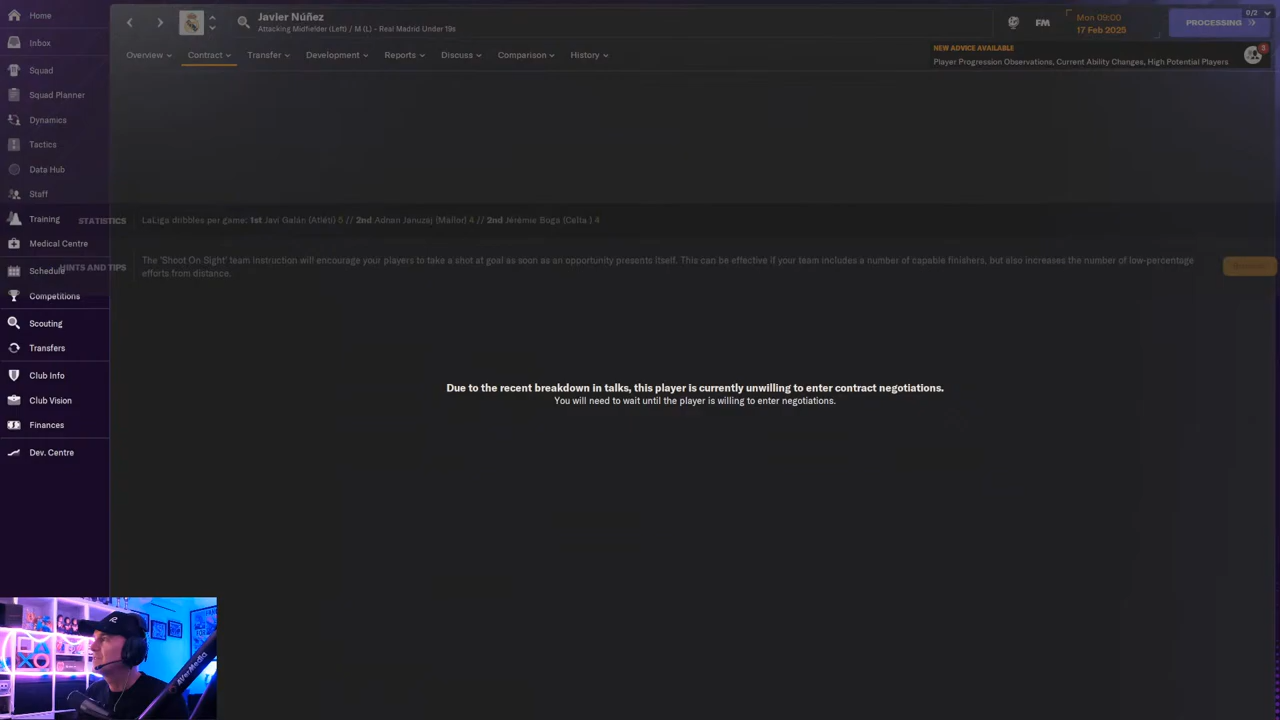 Home
Inbox
Squad
Squad Planner
Dynamics
Tactics
Data Hub
Staff
Training
Medical Centre
Schedule
Competitions
Scouting
Transfers
Club Info
Club Vision
Finances
Dev. Centre
Javier Núñez
Attacking Midfielder (Left) / M (L) - Real Madrid Under 19s
FM
Mon 09:00
17 Feb 2025
0/2
PROCESSING
Overview
Contract
Transfer
Development
Reports
Discuss
Comparison
History
NEW ADVICE AVAILABLE
Player Progression Observations, Current Ability Changes, High Potential Players
STATISTICS
LaLiga dribbles per game: 1st Javi Galán (Atléti) 6 // 2nd Adnan Januzaj (Mallor) 4 // 2nd Jérémie Boga (Celta ) 4
HINTS AND TIPS
The 'Shoot On Sight' team instruction will encourage your players to take a shot at goal as soon as an opportunity presents itself. This can be effective if your team includes a number of capable finishers, but also increases the number of low-percentage
efforts from distance.
Due to the recent breakdown in talks, this player is currently unwilling to enter contract negotiations.
You will need to wait until the player is willing to enter negotiations.
AVerMedia